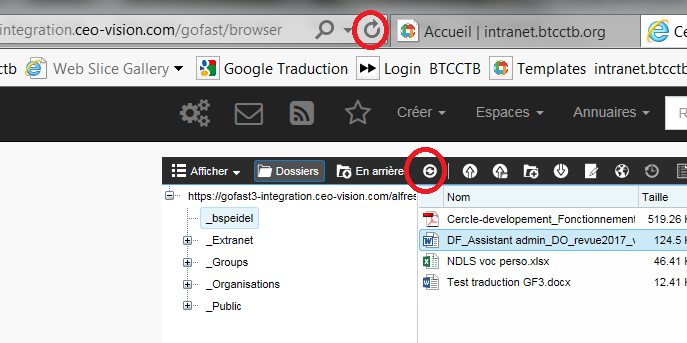 integration.ceo-vision.com/gofast/browser
Accueil | intranet.btcctb.org
Ce
ctb
Web Slice Gallery
Google Traduction
Login BTCCTB
Templates intranet.btcctb
Créer
Espaces
Annuaires
R
Afficher
Dossiers
En arrière
https://gofast3-integration.ceo-vision.com/alfres
Nom
Taille
_bspeidel
Cercle-developement_Fonctionnement
519.26 K
_Extranet
DF_Assistant admin_DO_revue2017_v
124.5 K
_Groups
NDLS voc perso.xlsx
46.41 K
_Organisations
Test traduction GF3.docx
12.41 K
_Public